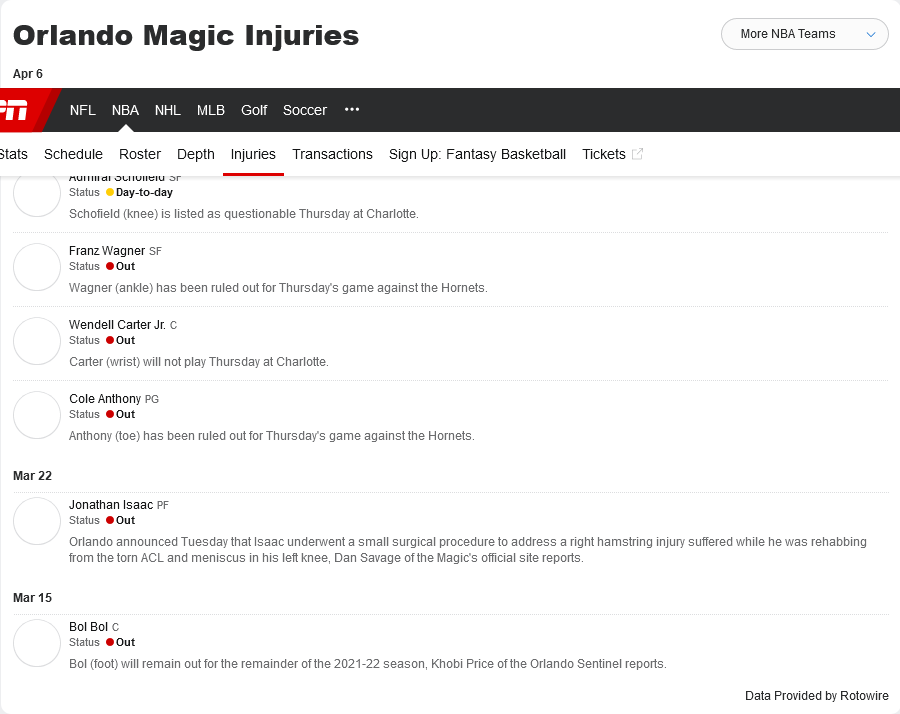 Orlando Magic Injuries
More NBA Teams
Apr 6
NFL NBA NHL MLB Golf Soccer •••
Stats Schedule Roster Depth Injuries Transactions Sign Up: Fantasy Basketball Tickets
Admiral Schofield SF
Status Day-to-day
Schofield (knee) is listed as questionable Thursday at Charlotte.
Franz Wagner SF
Status Out
Wagner (ankle) has been ruled out for Thursday's game against the Hornets.
Wendell Carter Jr. C
Status Out
Carter (wrist) will not play Thursday at Charlotte.
Cole Anthony PG
Status Out
Anthony (toe) has been ruled out for Thursday's game against the Hornets.
Mar 22
Jonathan Isaac PF
Status Out
Orlando announced Tuesday that Isaac underwent a small surgical procedure to address a right hamstring injury suffered while he was rehabbing
from the torn ACL and meniscus in his left knee, Dan Savage of the Magic's official site reports.
Mar 15
Bol Bol C
Status Out
Bol (foot) will remain out for the remainder of the 2021-22 season, Khobi Price of the Orlando Sentinel reports.
Data Provided by Rotowire